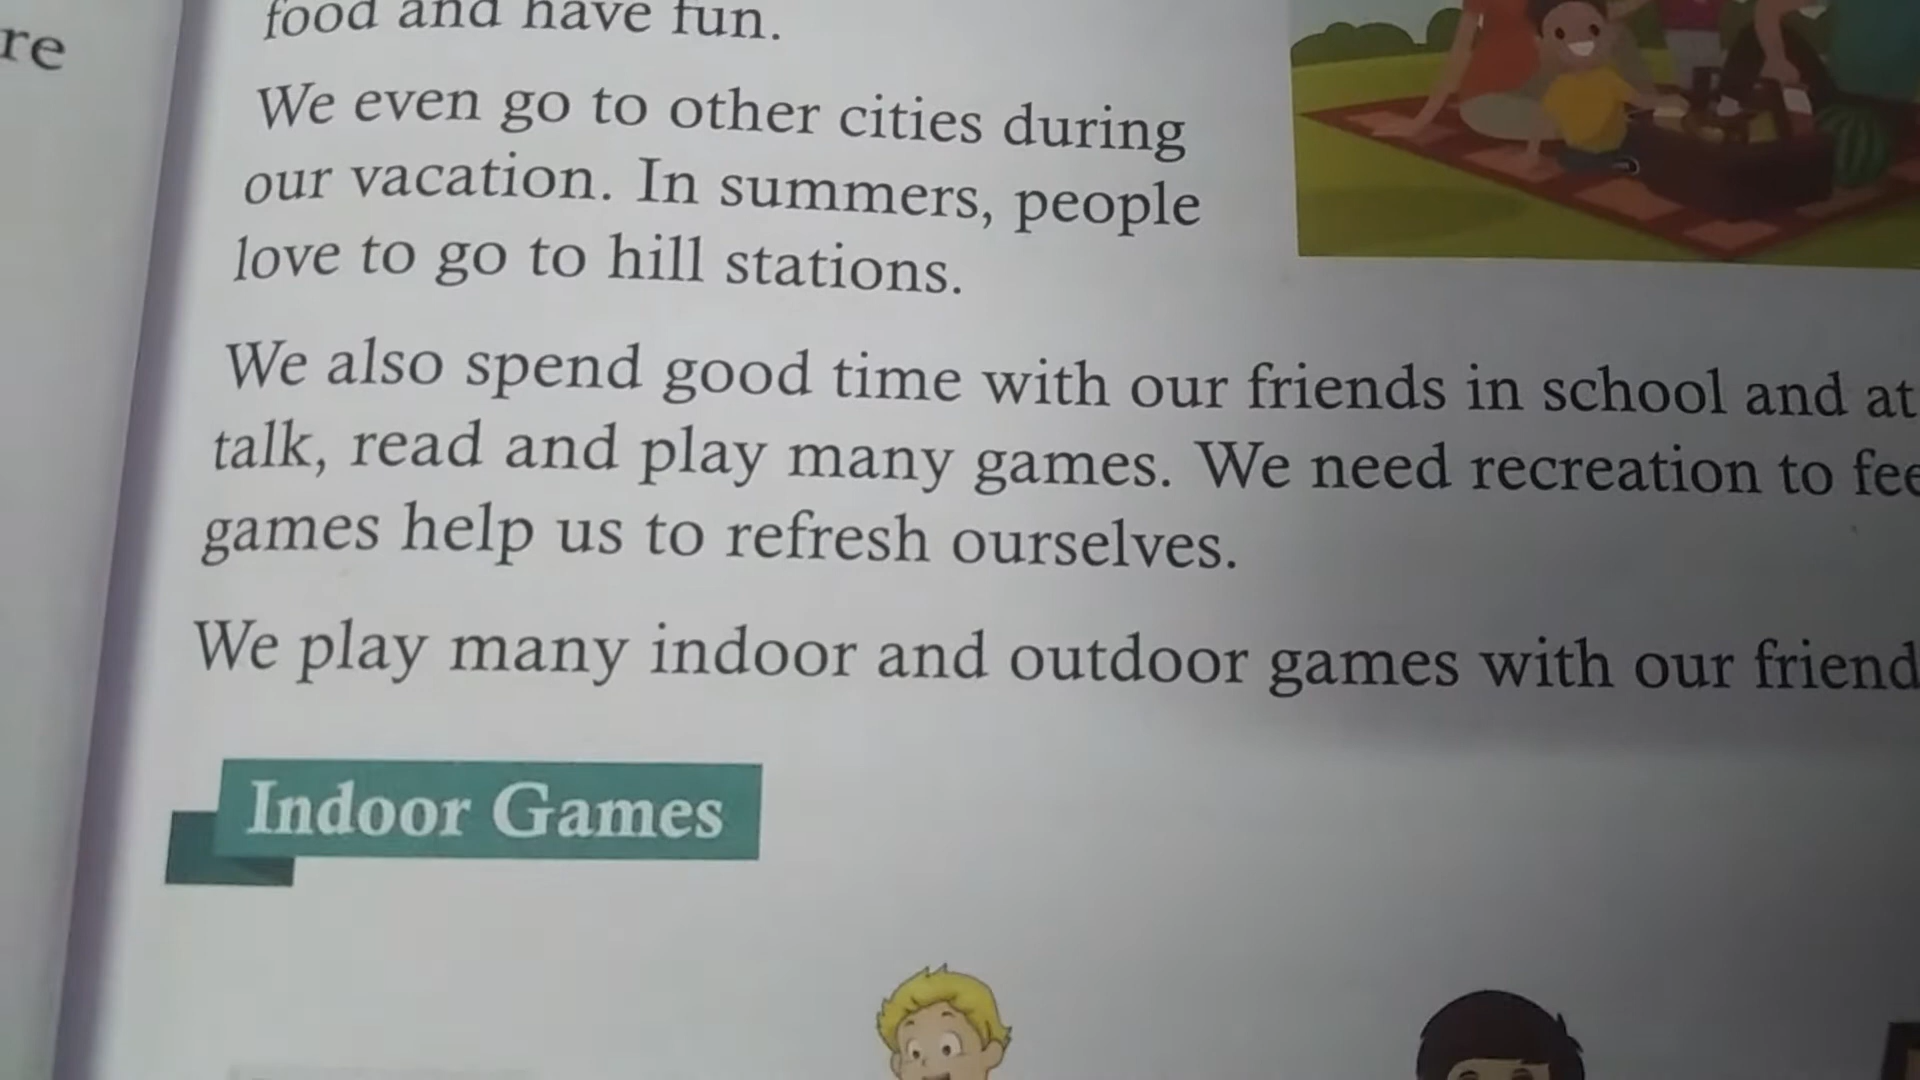 re
food and have fun.
We even go to other cities during
our vacation. In summers, people
love to go to hill stations.
We also spend good time with our friends in school and at
talk, read and play many games. We need recreation to fee
games help us to refresh ourselves.
We play many indoor and outdoor games with our friend
Indoor Games